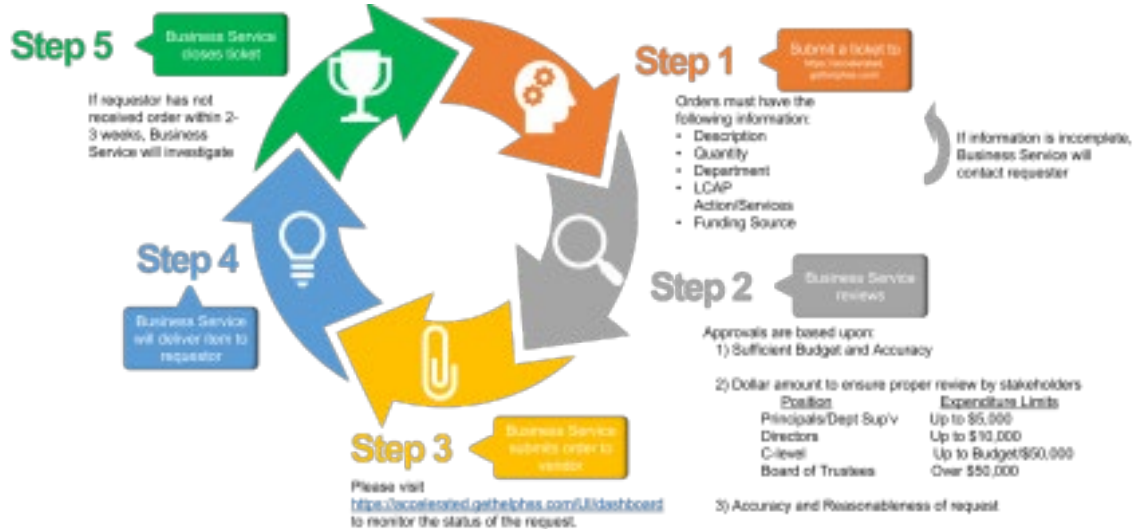 Step 1
Submit a ticket to
https://accelerated.
gethelphss.com/
Orders must have the
following information:
• Description
• Quantity
• Department
• LCAP
Action/Services
• Funding Source
If information is incomplete,
Business Service will
contact requester
Step 2
Business Service
reviews
Approvals are based upon:
1) Sufficient Budget and Accuracy
2) Dollar amount to ensure proper review by stakeholders
Position Expenditure Limits
Principals/Dept Sup'v Up to $5,000
Directors Up to $10,000
C-level Up to Budget/$50,000
Board of Trustees Over $50,000
3) Accuracy and Reasonableness of request
Step 3
Business Service
submits order to
vendor
Please visit
https://accelerated.gethelphss.com/UI/dashboard
to monitor the status of the request.
Step 4
Business Service
will deliver item to
requestor
Step 5
Business Service
closes ticket
If requestor has not
received order within 2-
3 weeks, Business
Service will investigate